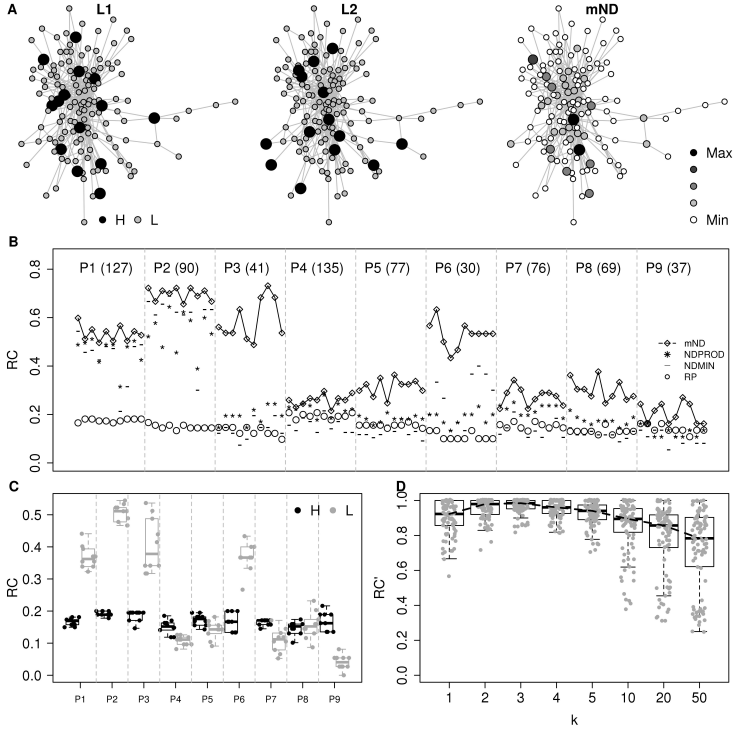 A
L1
L2
mND
Max
Min
H L
B
P1 (127) P2 (90) P3 (41) P4 (135) P5 (77) P6 (30) P7 (76) P8 (69) P9 (37)
RC
0.8
0.6
0.4
0.2
0.0
mND
NDPROD
NDMIN
RP
C
H L
RC
0.5
0.4
0.3
0.2
0.1
0.0
P1 P2 P3 P4 P5 P6 P7 P8 P9
D
RC'
1.00
0.8
0.6
0.4
0.2
0.0
1 2 3 4 5 10 20 50
k